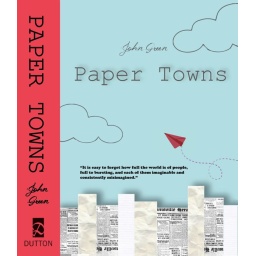 PAPER TOWNS
John
Green
DUTTON
John Green
Paper Towns
"It is easy to forget how full the world is of people,
full to bursting, and each of them imaginable and
consistently misimagined."